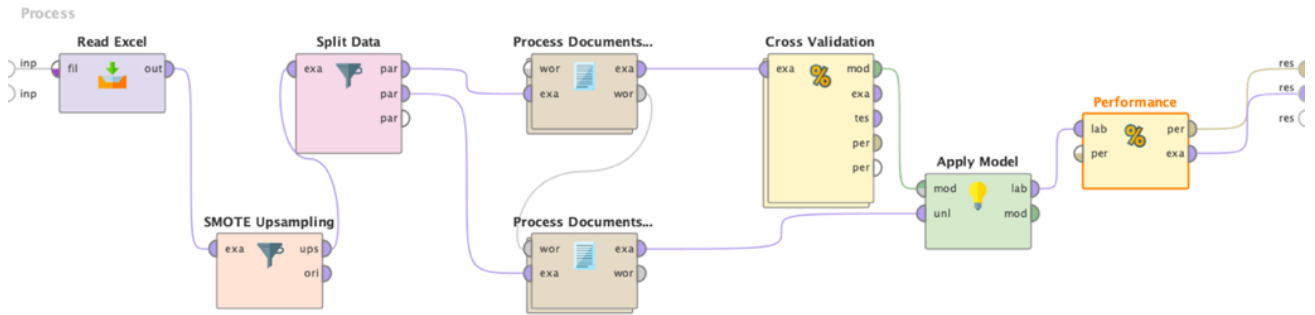 Process
Read Excel
inp
fil
out
inp
Split Data
exa
par
par
par
Process Documents...
wor
exa
exa
wor
Cross Validation
exa
mod
exa
tes
per
per
res
res
res
Performance
lab
per
per
exa
Apply Model
mod
lab
unl
mod
SMOTE Upsampling
exa
ups
ori
Process Documents...
wor
exa
exa
wor